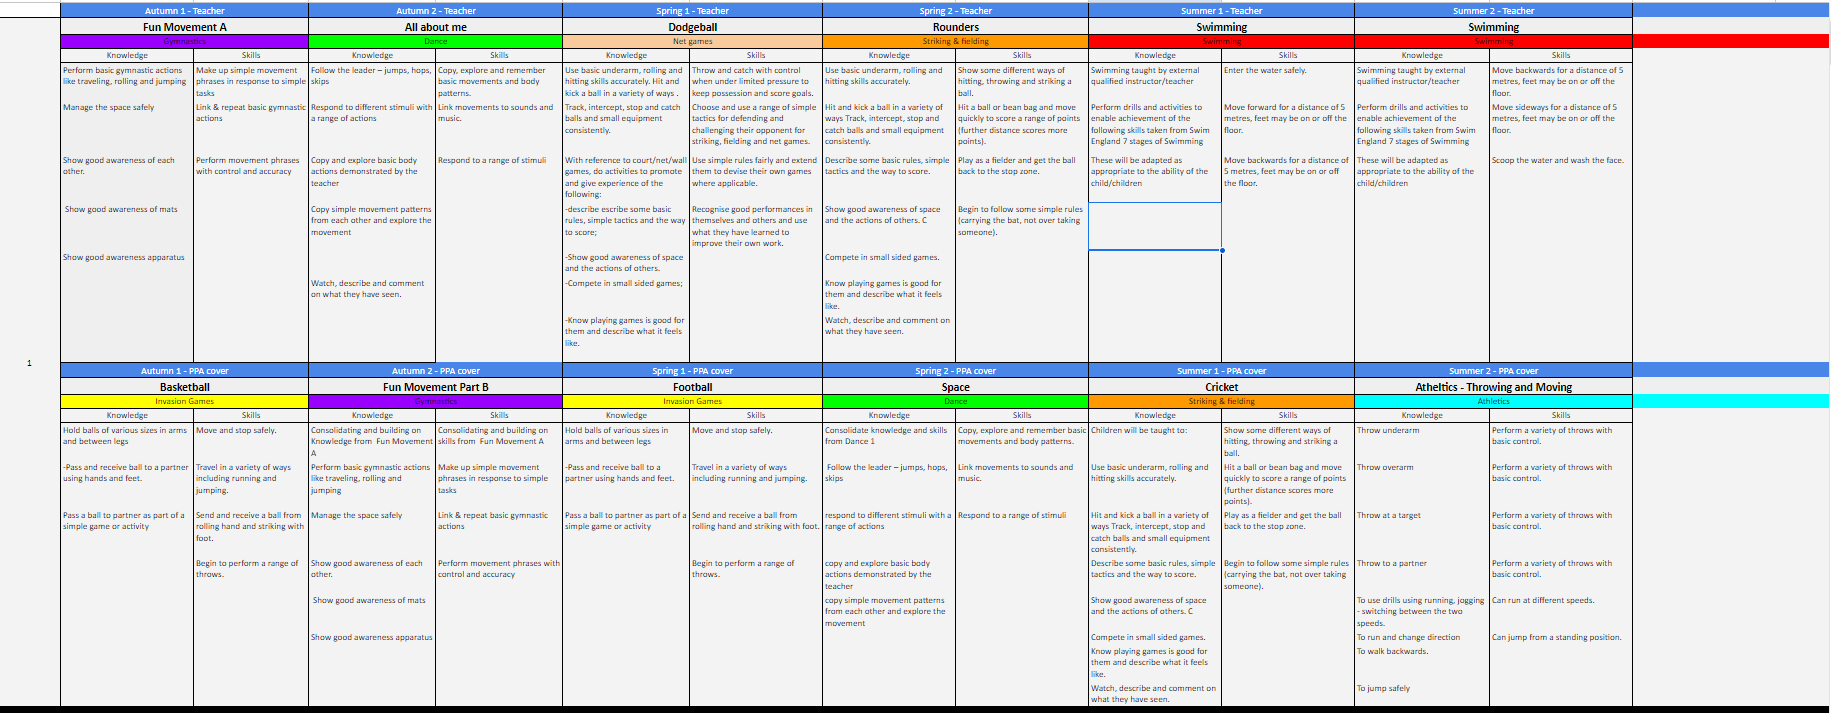 Autumn 1 - Teacher
Fun Movement A
Gymnastics
Knowledge
Skills
Perform basic gymnastic actions
like traveling, rolling and jumping
Manage the space safely
Show good awareness of each
other.
Show good awareness of mats
Show good awareness apparatus
Make up simple movement
phrases in response to simple
tasks
Link & repeat basic gymnastic
actions
Perform movement phrases
with control and accuracy
Autumn 2 - Teacher
All about me
Dance
Knowledge
Skills
Follow the leader – jumps, hops,
skips
Respond to different stimuli with
a range of actions
Copy and explore basic body
actions demonstrated by the
teacher
Copy simple movement patterns
from each other and explore the
movement
Watch, describe and comment
on what they have seen.
Copy, explore and remember
basic movements and body
patterns.
Link movements to sounds and
music.
Respond to a range of stimuli
Spring 1 - Teacher
Dodgeball
Net games
Knowledge
Skills
Use basic underarm, rolling and
hitting skills accurately. Hit and
kick a ball in a variety of ways .
Track, intercept, stop and catch
balls and small equipment
consistently.
With reference to court/net/wall
games, do activities to promote
and give experience of the
following:
-describe escribe some basic
rules, simple tactics and the way
to score;
-Show good awareness of space
and the actions of others.
-Compete in small sided games;
-Know playing games is good for
them and describe what it feels
like.
Throw and catch with control
when under limited pressure to
keep possession and score goals.
Choose and use a range of simple
tactics for defending and
challenging their opponent for
striking, fielding and net games.
Use simple rules fairly and extend
them to devise their own games
where applicable.
Recognise good performances in
themselves and others and use
what they have learned to
improve their own work.
Spring 2 - Teacher
Rounders
Striking & fielding
Knowledge
Skills
Use basic underarm, rolling and
hitting skills accurately.
Hit and kick a ball in a variety of
ways Track, intercept, stop and
catch balls and small equipment
consistently.
Describe some basic rules, simple
tactics and the way to score.
Show good awareness of space
and the actions of others. C
Compete in small sided games.
Know playing games is good for
them and describe what it feels
like.
Watch, describe and comment on
what they have seen.
Show some different ways of
hitting, throwing and striking a
ball.
Hit a ball or bean bag and move
quickly to score a range of points
(further distance scores more
points).
Play as a fielder and get the ball
back to the stop zone.
Begin to follow some simple rules
(carrying the bat, not over taking
someone).
Summer 1 - Teacher
Swimming
Swimming
Knowledge
Skills
Swimming taught by external
qualified instructor/teacher
Perform drills and activities to
enable achievement of the
following skills taken from Swim
England 7 stages of Swimming
These will be adapted as
appropriate to the ability of the
child/children
Enter the water safely.
Move forward for a distance of 5
metres, feet may be on or off the
floor.
Move backwards for a distance of
5 metres, feet may be on or off
the floor.
Summer 2 - Teacher
Swimming
Swimming
Knowledge
Skills
Swimming taught by external
qualified instructor/teacher
Perform drills and activities to
enable achievement of the
following skills taken from Swim
England 7 stages of Swimming
These will be adapted as
appropriate to the ability of the
child/children
Move backwards for a distance of 5
metres, feet may be on or off the
floor.
Move sideways for a distance of 5
metres, feet may be on or off the
floor.
Scoop the water and wash the face.
1
Autumn 1 - PPA cover
Basketball
Invasion Games
Knowledge
Skills
Hold balls of various sizes in arms
and between legs
-Pass and receive ball to a partner
using hands and feet.
Pass a ball to partner as part of a
simple game or activity
Move and stop safely.
Travel in a variety of ways
including running and
jumping.
Send and receive a ball from
rolling hand and striking with
foot.
Begin to perform a range of
throws.
Autumn 2 - PPA cover
Fun Movement Part B
Gymnastics
Knowledge
Skills
Consolidating and building on
Knowledge from Fun Movement
A
Perform basic gymnastic actions
like traveling, rolling and
jumping
Manage the space safely
Show good awareness of each
other.
Show good awareness of mats
Show good awareness apparatus
Consolidating and building on
skills from Fun Movement A
Make up simple movement
phrases in response to simple
tasks
Link & repeat basic gymnastic
actions
Perform movement phrases with
control and accuracy
Spring 1 - PPA cover
Football
Invasion Games
Knowledge
Skills
Hold balls of various sizes in
arms and between legs
-Pass and receive ball to a
partner using hands and feet.
Pass a ball to partner as part of a
simple game or activity
Move and stop safely.
Travel in a variety of ways
including running and jumping.
Send and receive a ball from
rolling hand and striking with foot.
Begin to perform a range of
throws.
Spring 2 - PPA cover
Space
Dance
Knowledge
Skills
Consolidate knowledge and skills
from Dance 1
Follow the leader – jumps, hops,
skips
respond to different stimuli with a
range of actions
copy and explore basic body
actions demonstrated by the
teacher
copy simple movement patterns
from each other and explore the
movement
Copy, explore and remember basic
movements and body patterns.
Link movements to sounds and
music.
Respond to a range of stimuli
Summer 1 - PPA cover
Cricket
Striking & fielding
Knowledge
Skills
Children will be taught to:
Use basic underarm, rolling and
hitting skills accurately.
Hit and kick a ball in a variety of
ways Track, intercept, stop and
catch balls and small equipment
consistently.
Describe some basic rules, simple
tactics and the way to score.
Show good awareness of space
and the actions of others. C
Compete in small sided games.
Know playing games is good for
them and describe what it feels
like.
Watch, describe and comment on
what they have seen.
Show some different ways of
hitting, throwing and striking a
ball.
Hit a ball or bean bag and move
quickly to score a range of points
(further distance scores more
points).
Play as a fielder and get the ball
back to the stop zone.
Begin to follow some simple rules
(carrying the bat, not over taking
someone).
Summer 2 - PPA cover
Atheltics - Throwing and Moving
Athletics
Knowledge
Skills
Throw underarm
Throw overarm
Throw at a target
Throw to a partner
To use drills using running, jogging
- switching between the two
speeds.
To run and change direction
To walk backwards.
To jump safely
Perform a variety of throws with
basic control.
Perform a variety of throws with
basic control.
Perform a variety of throws with
basic control.
Perform a variety of throws with
basic control.
Can run at different speeds.
Can jump from a standing position.